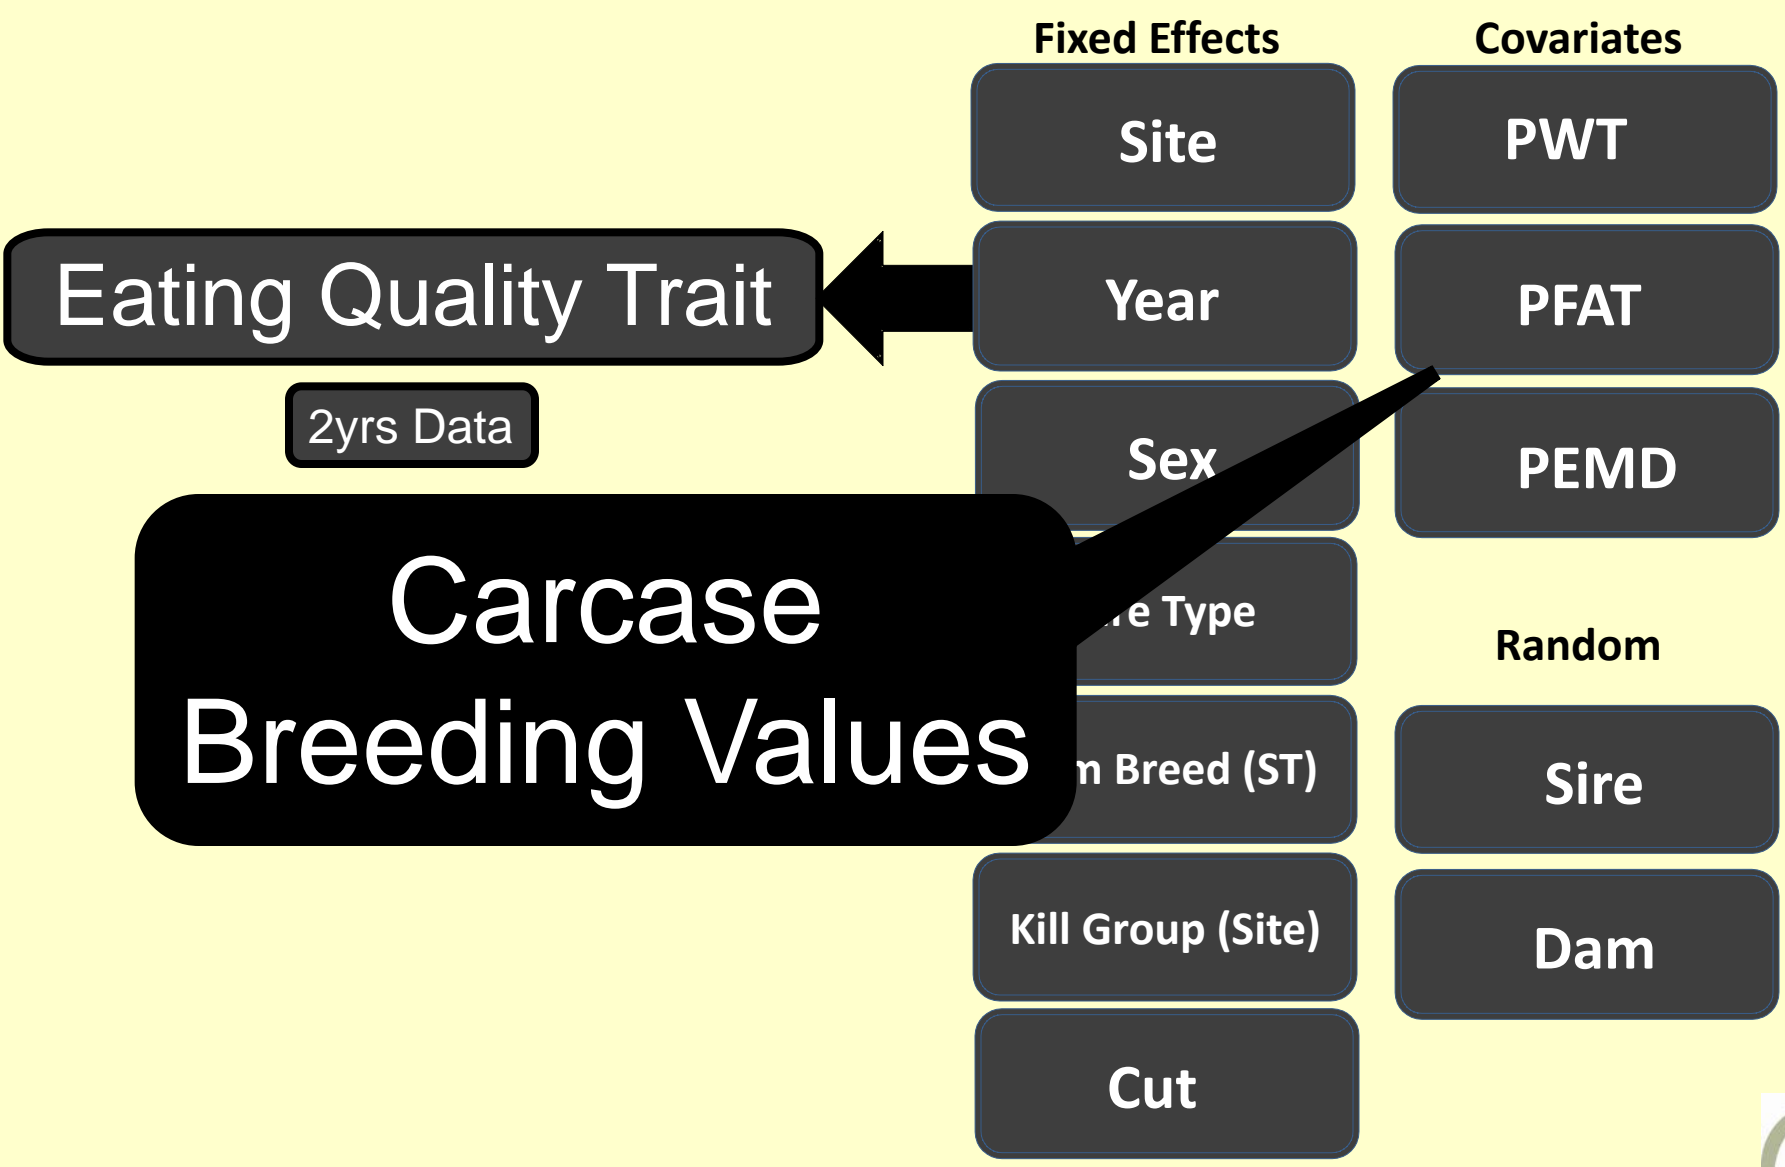 Fixed Effects
Covariates
Site
PWT
Eating Quality Trait
Year
PFAT
2yrs Data
Sex
PEMD
Carcase
Breeding Values
Type
Random
Breed (ST)
Sire
Kill Group (Site)
Dam
Cut